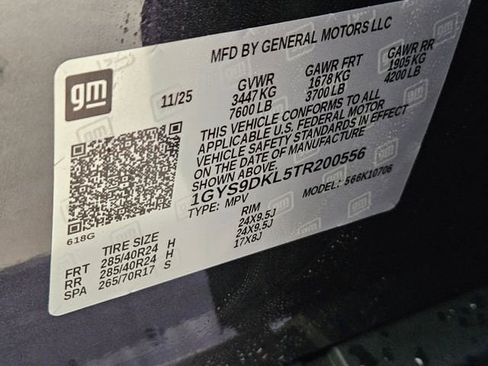 MFD BY GENERAL MOTORS LLC
gm
11/25 GVWR GAWR FRT GAWR RR
3447 KG 1678 KG 1905 KG
7600 LB 3700 LB 4200 LB
THIS VEHICLE CONFORMS TO ALL
APPLICABLE U.S. FEDERAL MOTOR
VEHICLE SAFETY STANDARDS IN EFFECT
ON THE DATE OF MANUFACTURE
SHOWN ABOVE
1GYS9DKL5TR200556
TYPE: MPV MODEL: 566K10706
618G
TIRE SIZE RIM
FRT 285/40R24 H 24X9.5J
RR 285/40R24 H 24X9.5J
SPA 265/70R17 S 17X8J